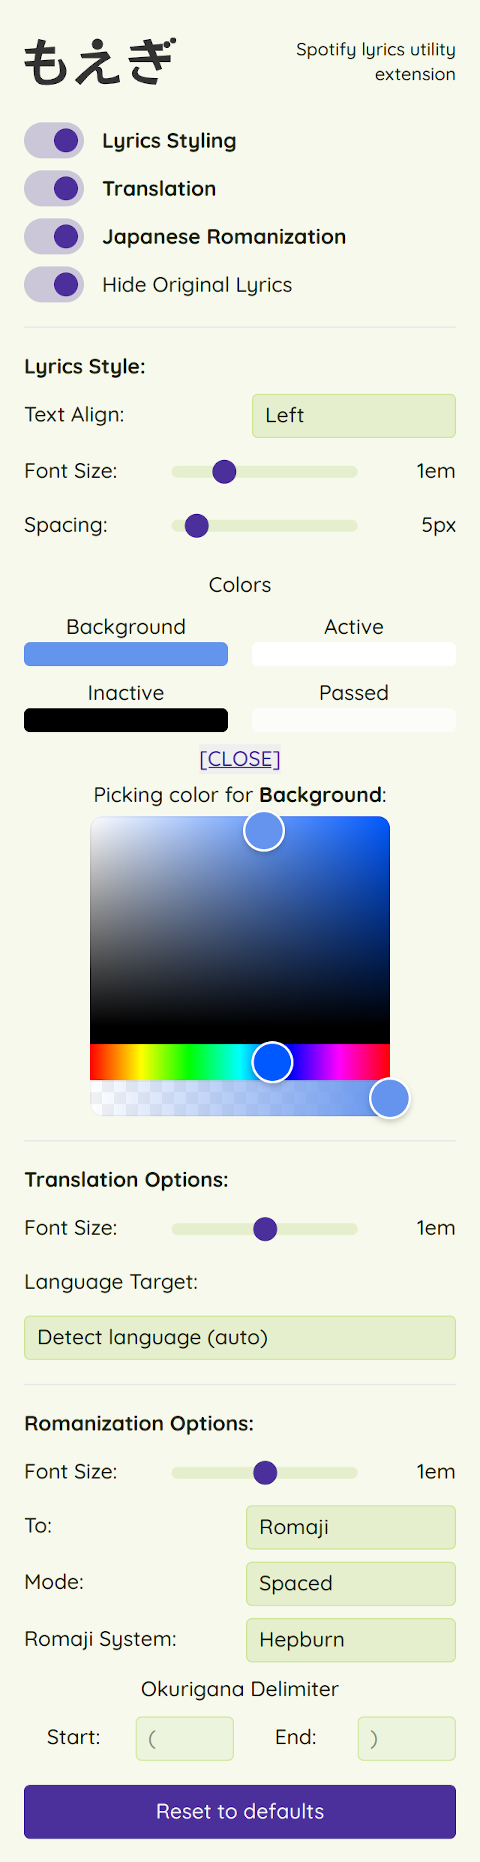 もえぎ
Spotify lyrics utility
extension
Lyrics Styling
Translation
Japanese Romanization
Hide Original Lyrics
Lyrics Style:
Text Align: Left
Font Size: 1em
Spacing: 5px
Colors
Background Active
Inactive Passed
[CLOSE]
Picking color for Background:
Translation Options:
Font Size: 1em
Language Target:
Detect language (auto)
Romanization Options:
Font Size: 1em
To: Romaji
Mode: Spaced
Romaji System: Hepburn
Okurigana Delimiter
Start: ( End: )
Reset to defaults